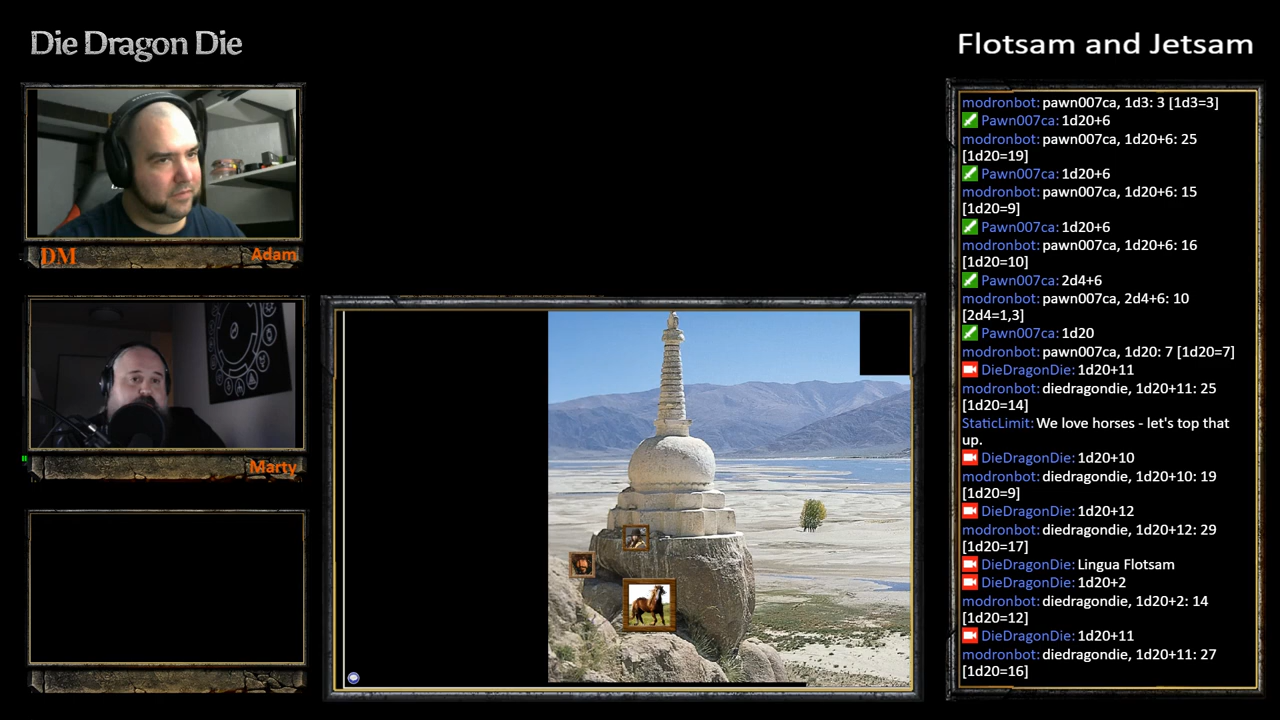 Die Dragon Die
Flotsam and Jetsam
DM
Adam
Marty
modronbot: pawn007ca, 1d3: 3 [1d3=3]
Pawn007ca: 1d20+6
modronbot: pawn007ca, 1d20+6: 25
[1d20=19]
Pawn007ca: 1d20+6
modronbot: pawn007ca, 1d20+6: 15
[1d20=9]
Pawn007ca: 1d20+6
modronbot: pawn007ca, 1d20+6: 16
[1d20=10]
Pawn007ca: 2d4+6
modronbot: pawn007ca, 2d4+6: 10
[2d4=1,3]
Pawn007ca: 1d20
modronbot: pawn007ca, 1d20: 7 [1d20=7]
DieDragonDie: 1d20+11
modronbot: diedragondie, 1d20+11: 25
[1d20=14]
StaticLimit: We love horses - let's top that
up.
DieDragonDie: 1d20+10
modronbot: diedragondie, 1d20+10: 19
[1d20=9]
DieDragonDie: 1d20+12
modronbot: diedragondie, 1d20+12: 29
[1d20=17]
DieDragonDie: Lingua Flotsam
DieDragonDie: 1d20+2
modronbot: diedragondie, 1d20+2: 14
[1d20=12]
DieDragonDie: 1d20+11
modronbot: diedragondie, 1d20+11: 27
[1d20=16]